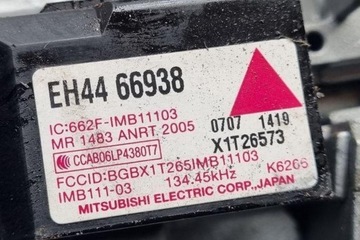 EH44 66938
IC:662F-IMB11103
MR 1483 ANRT. 2005 0707 1419
CCAB06LP4380T7 X1T26573
FCCID:BGBX1T265IMB11103
IMB111-03 134.45kHz K6266
MITSUBISHI ELECTRIC CORP.,JAPAN